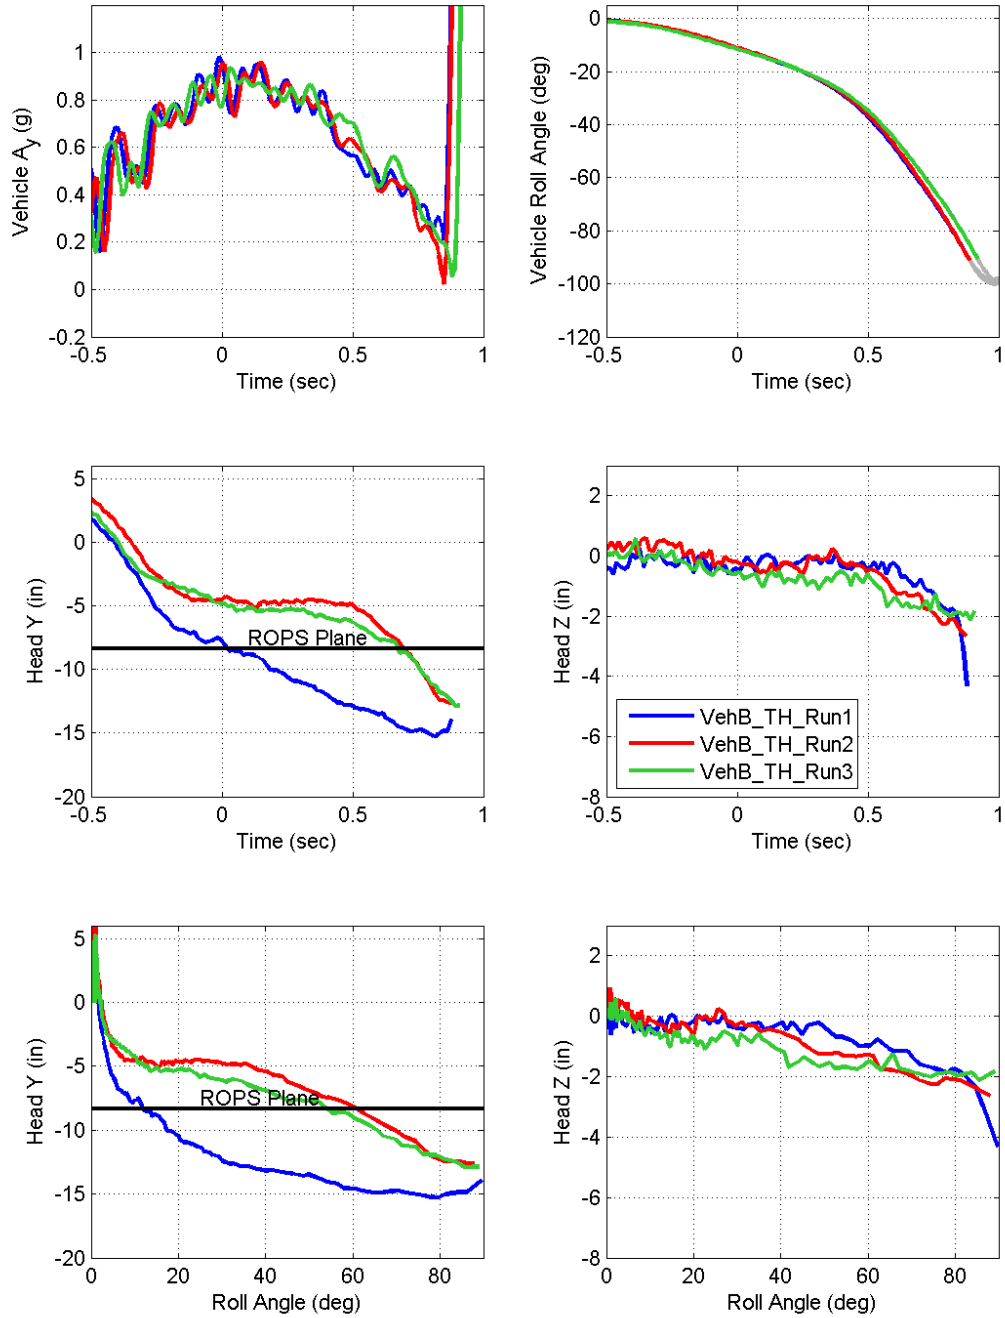 1
0.8
0.6
0.4
0.2
0
-0.2
Vehicle Ay (g)
-0.5 0 0.5 1
Time (sec)
0
-20
-40
-60
-80
-100
-120
Vehicle Roll Angle (deg)
-0.5 0 0.5 1
Time (sec)
5
0
-5
-10
-15
-20
Head Y (in)
ROPS Plane
-0.5 0 0.5 1
Time (sec)
2
0
-2
-4
-6
-8
Head Z (in)
VehB_TH_Run1
VehB_TH_Run2
VehB_TH_Run3
-0.5 0 0.5 1
Time (sec)
5
0
-5
-10
-15
-20
Head Y (in)
ROPS Plane
0 20 40 60 80
Roll Angle (deg)
2
0
-2
-4
-6
-8
Head Z (in)
0 20 40 60 80
Roll Angle (deg)